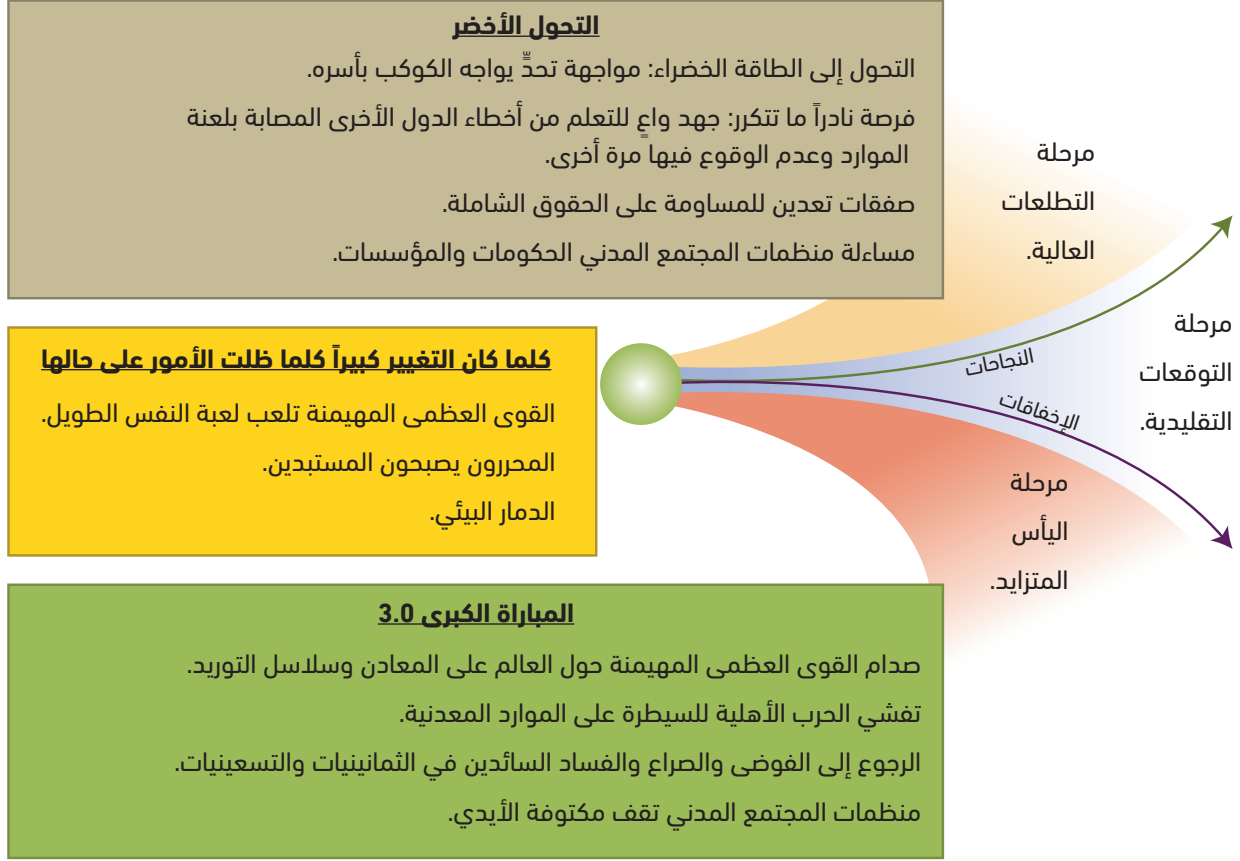 التحول الأخضر
التحول إلى الطاقة الخضراء: مواجهة تحدٍّ يواجه الكوكب بأسره.
فرصة نادراً ما تتكرر: جهد واعٍ للتعلم من أخطاء الدول الأخرى المصابة بلعنة
الموارد وعدم الوقوع فيها مرة أخرى.
صفقات تعدين للمساومة على الحقوق الشاملة.
مساءلة منظمات المجتمع المدني الحكومات والمؤسسات.
مرحلة
التطلعات
العالية.
كلما كان التغيير كبيراً كلما ظلت الأمور على حالها
القوى العظمى المهيمنة تلعب لعبة النفس الطويل.
المحررون يصبحون المستبدين.
الدمار البيئي.
النجاحات
الإخفاقات
مرحلة
التوقعات
التقليدية.
مرحلة
اليأس
المتزايد.
المباراة الكبرى 3.0
صدام القوى العظمى المهيمنة حول العالم على المعادن وسلاسل التوريد.
تفشي الحرب الأهلية للسيطرة على الموارد المعدنية.
الرجوع إلى الفوضى والصراع والفساد السائدين في الثمانينيات والتسعينيات.
منظمات المجتمع المدني تقف مكتوفة الأيدي.